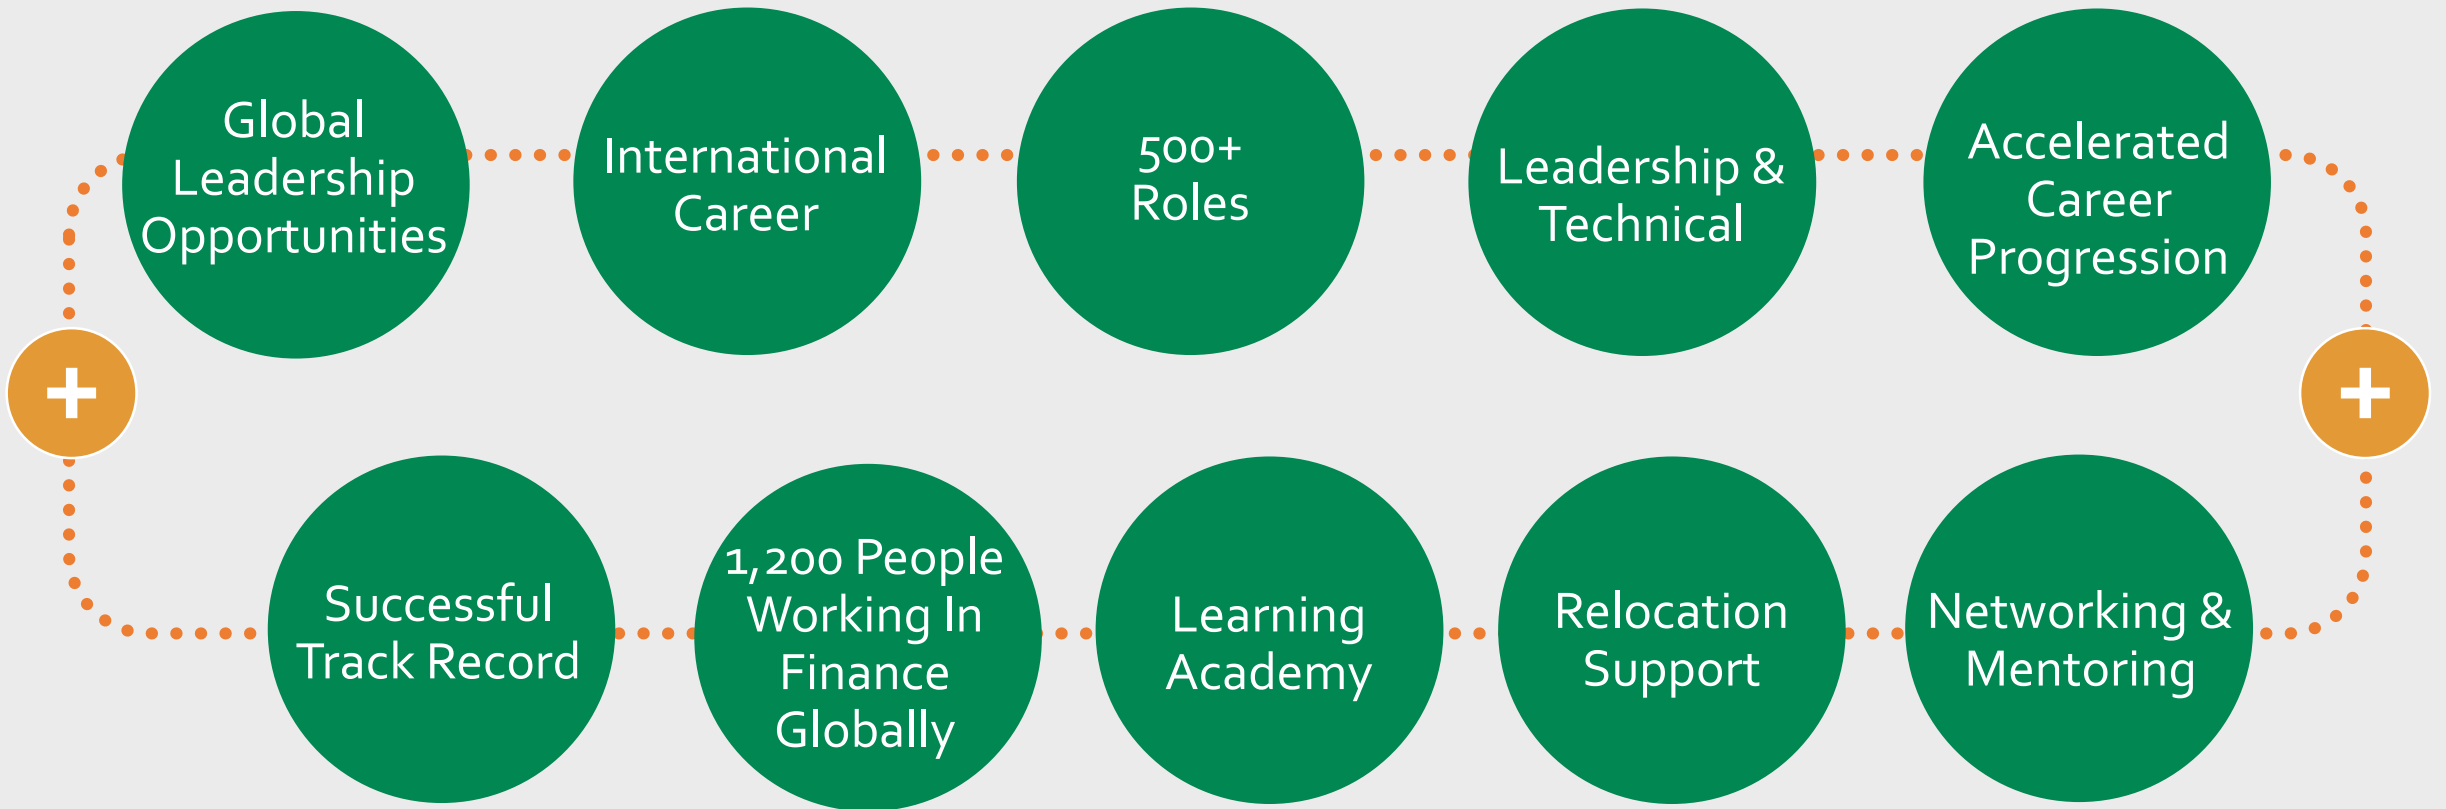 Global
Leadership
Opportunities
International
Career
500+
Roles
Leadership &
Technical
Accelerated
Career
Progression
+
+
Successful
Track Record
1,200 People
Working In
Finance
Globally
Learning
Academy
Relocation
Support
Networking &
Mentoring